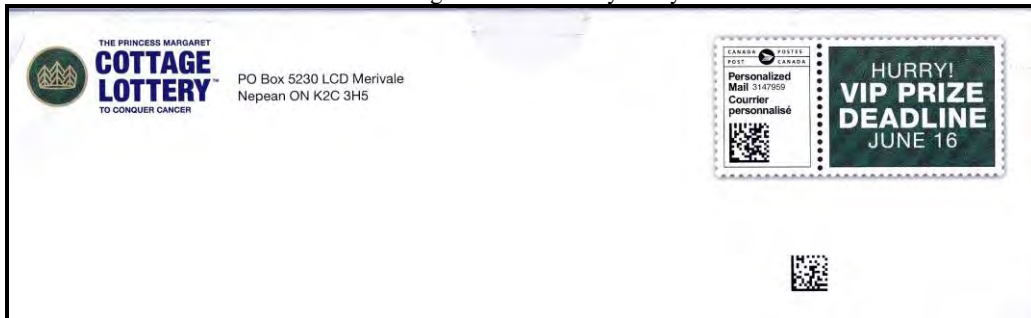 THE PRINCESS MARGARET
COTTAGE
LOTTERY™
TO CONQUER CANCER
PO Box 5230 LCD Merivale
Nepean ON K2C 3H5
CANADA POSTES
POST CANADA
Personalized
Mail 3147959
Courrier
personnalisé
HURRY!
VIP PRIZE
DEADLINE
JUNE 16